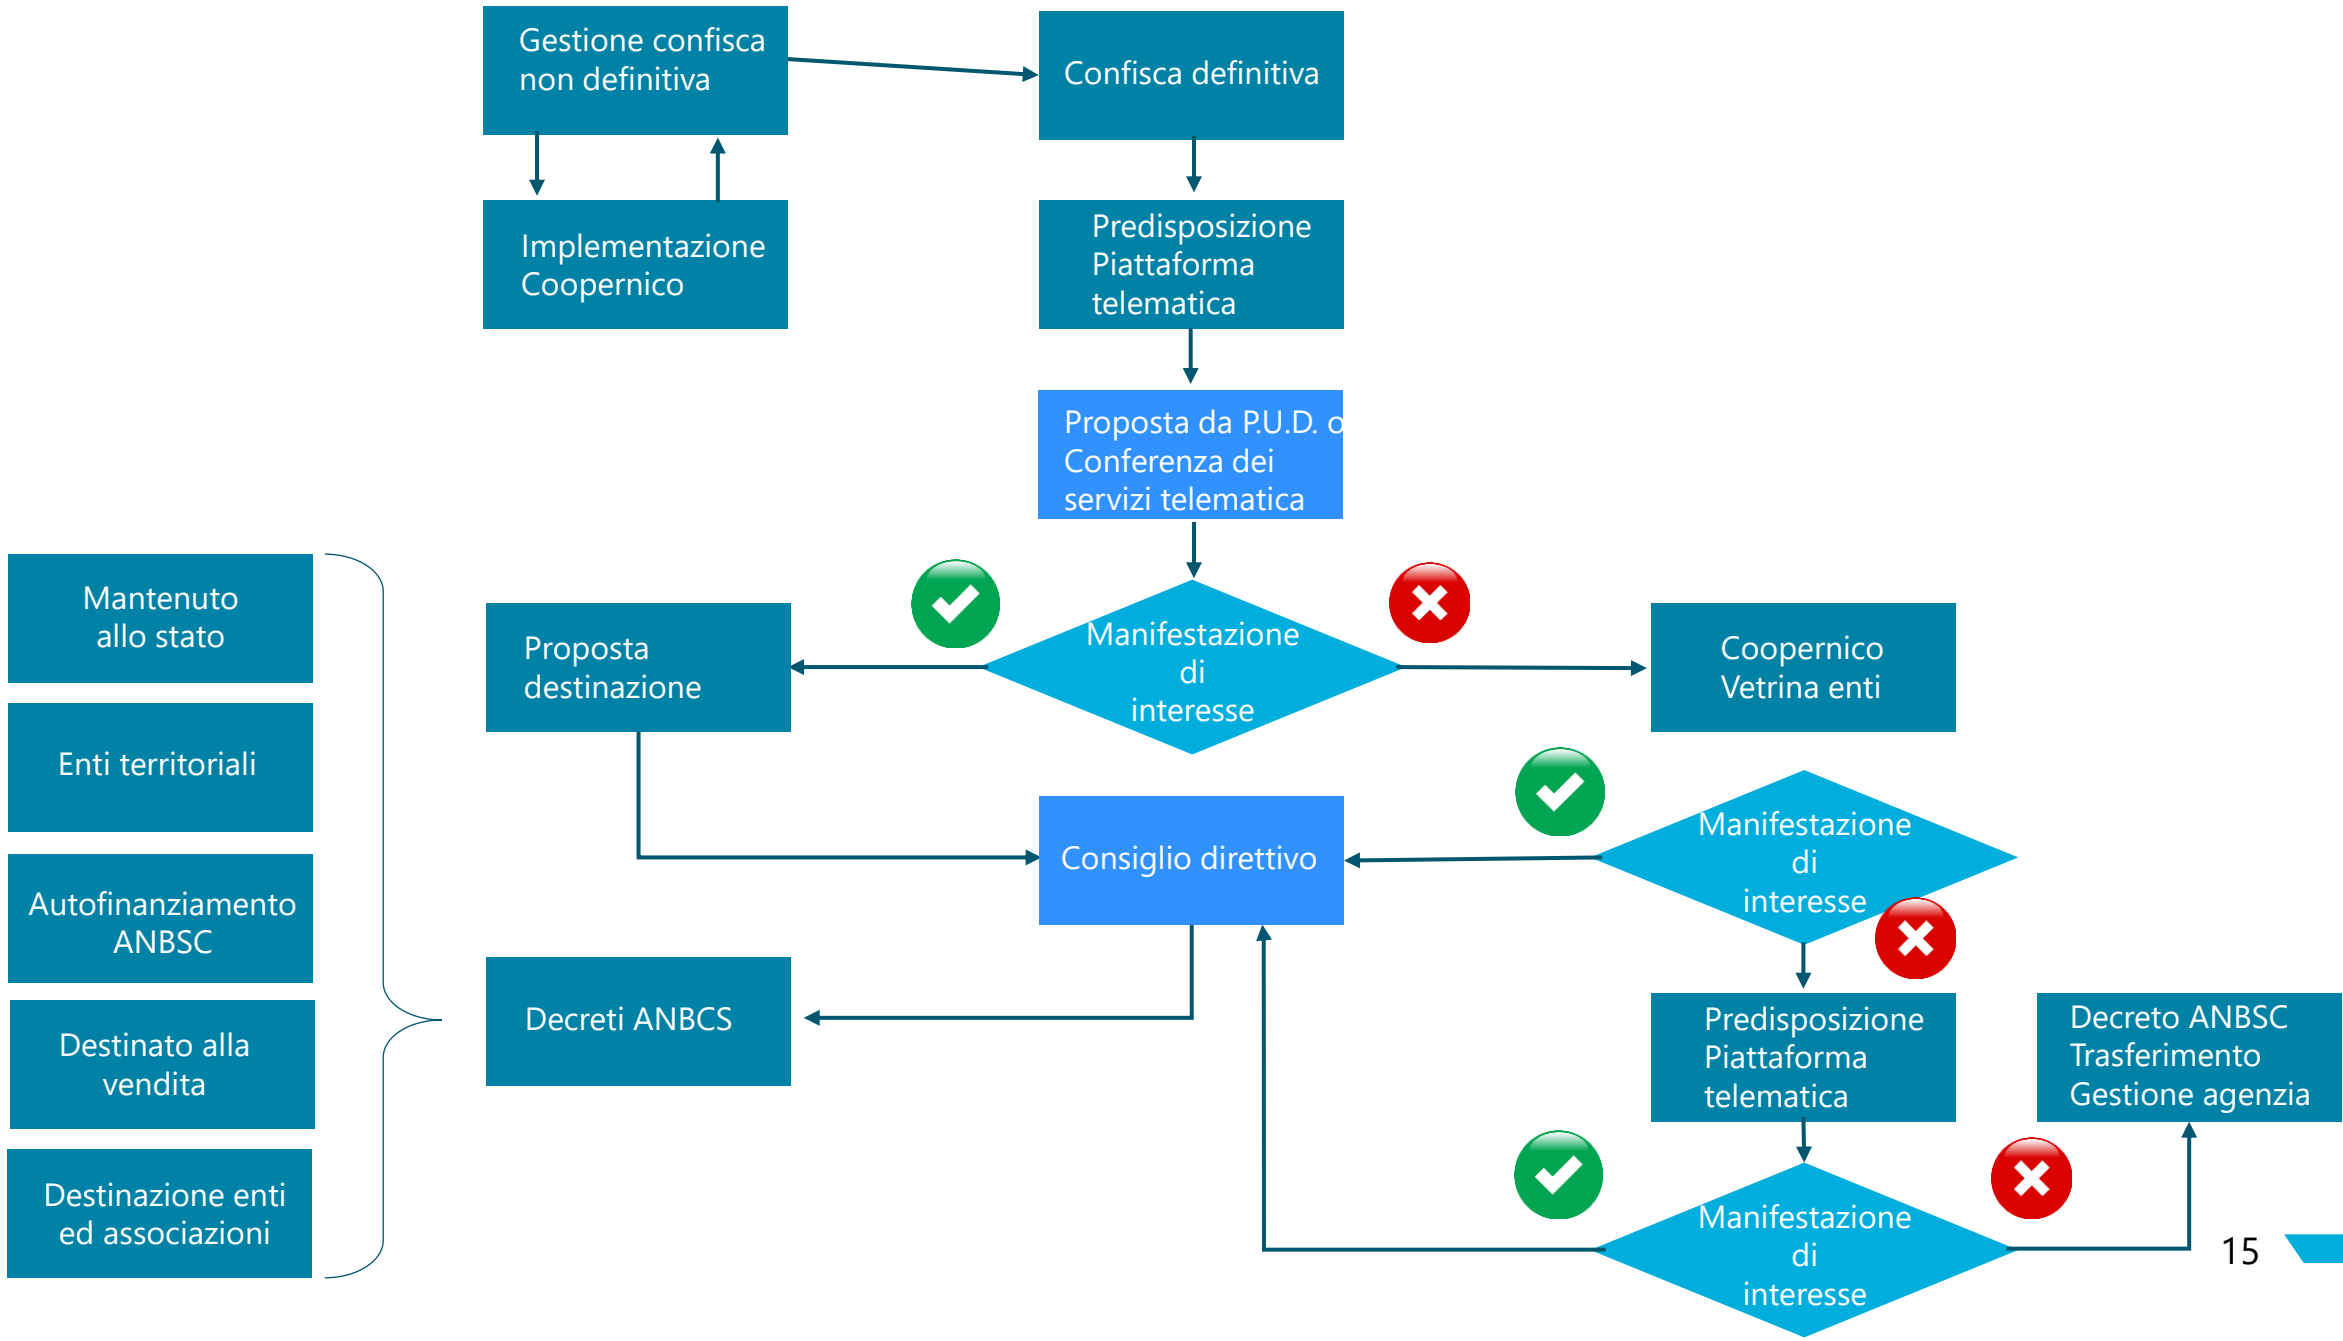 Gestione confisca
non definitiva
Confisca definitiva
Implementazione
Coopernico
Predisposizione
Piattaforma
telematica
Proposta da P.U.D. o
Conferenza dei
servizi telematica
Mantenuto
allo stato
Enti territoriali
Autofinanziamento
ANBSC
Destinato alla
vendita
Destinazione enti
ed associazioni
Proposta
destinazione
Manifestazione
di
interesse
Coopernico
Vetrina enti
Consiglio direttivo
Manifestazione
di
interesse
Decreti ANBCS
Predisposizione
Piattaforma
telematica
Decreto ANBSC
Trasferimento
Gestione agenzia
Manifestazione
di
interesse
15